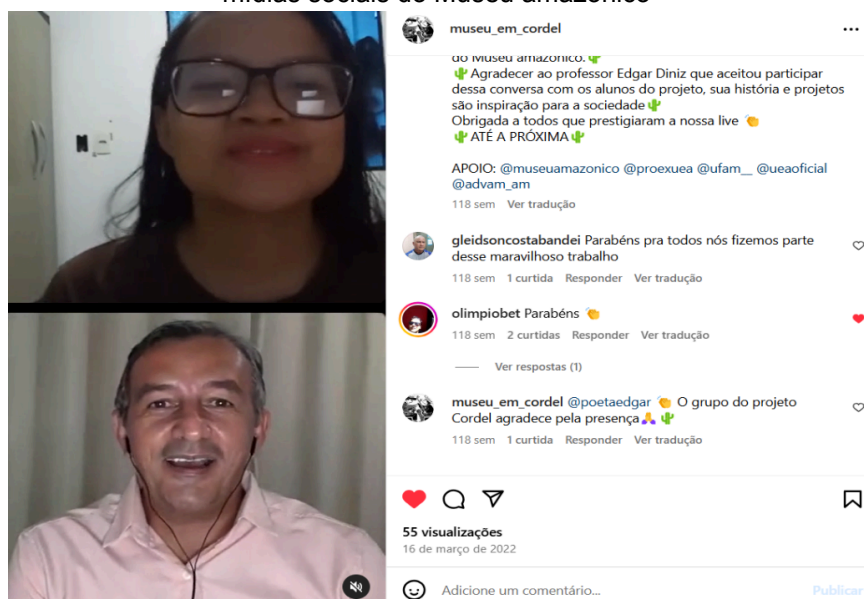 mídias sociais do Museu amazônico
museu_em_cordel
do Museu amazônico.🌵
🌵Agradecer ao professor Edgar Diniz que aceitou participar
dessa conversa com os alunos do projeto, sua história e projetos
são inspiração para a sociedade🌵
Obrigada a todos que prestigiaram a nossa live 👏
🌵ATÉ A PRÓXIMA🌵
APOIO: @museuamazonico @proexuea @ufam__ @ueaoficial
@advam_am
118 sem Ver tradução
gleidsoncostabandei Parabéns pra todos nós fizemos parte
desse maravilhoso trabalho
118 sem 1 curtida Responder Ver tradução
olimpiobet Parabéns 👏
118 sem 2 curtidas Responder Ver tradução
Ver respostas (1)
museu_em_cordel @poetaedgar 👏 O grupo do projeto
Cordel agradece pela presença🙏🌵
118 sem 1 curtida Responder Ver tradução
55 visualizações
16 de março de 2022
Adicione um comentário... Publicar